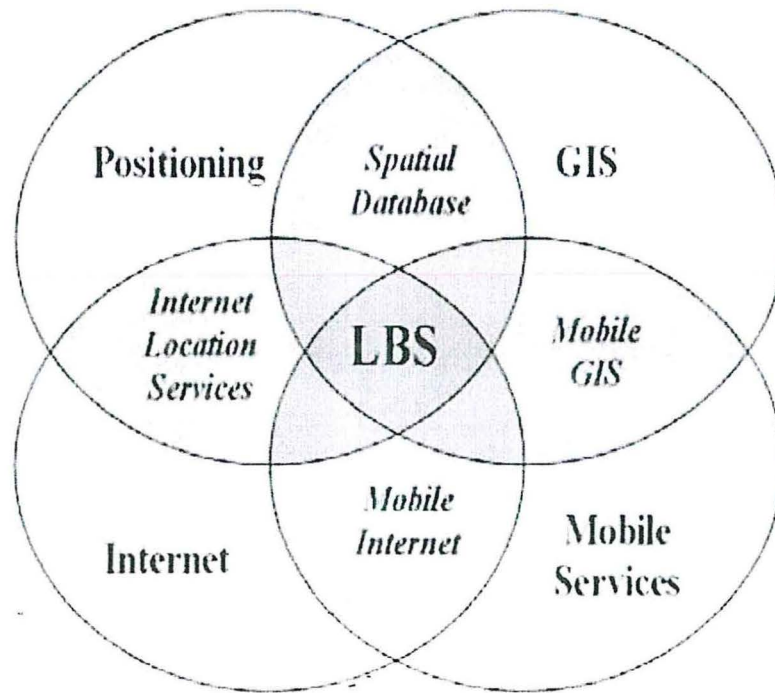 Positioning
Spatial
Database
GIS
Internet
Location
Services
LBS
Mobile
GIS
Internet
Mobile
Internet
Mobile
Services